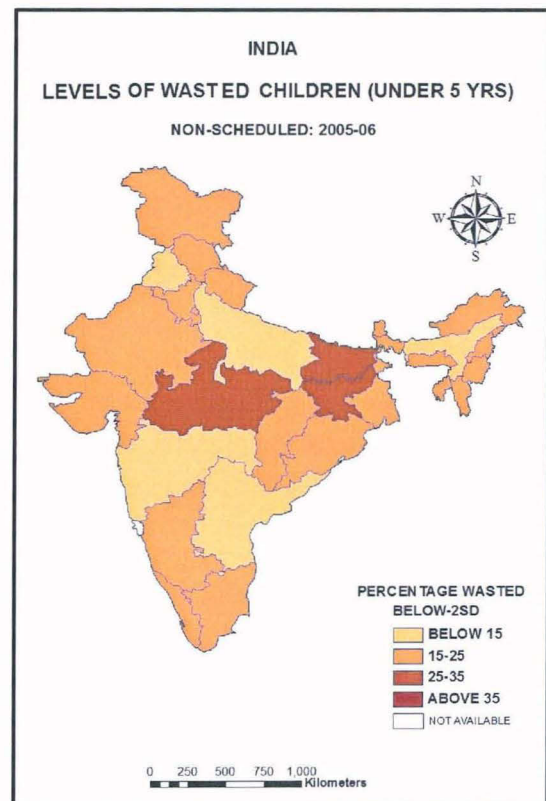 INDIA
LEVELS OF WASTED CHILDREN (UNDER 5 YRS)
NON-SCHEDULED: 2005-06
N
W E
S
PERCENTAGE WASTED
BELOW-2SD
BELOW 15
15-25
25-35
ABOVE 35
NOT AVAILABLE
0 250 500 750 1,000
Kilometers